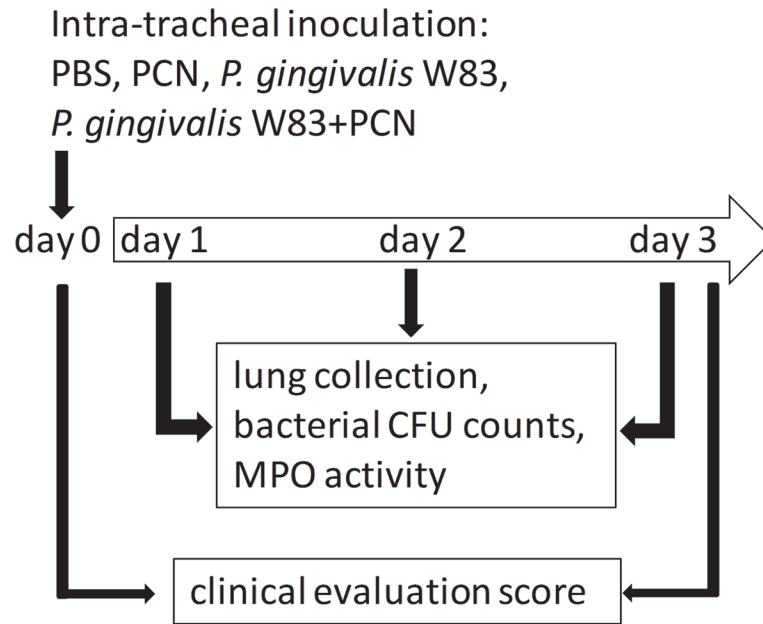 Intra-tracheal inoculation:
PBS, PCN, P. gingivalis W83,
P. gingivalis W83+PCN
day 0 day 1 day 2 day 3
lung collection,
bacterial CFU counts,
MPO activity
clinical evaluation score